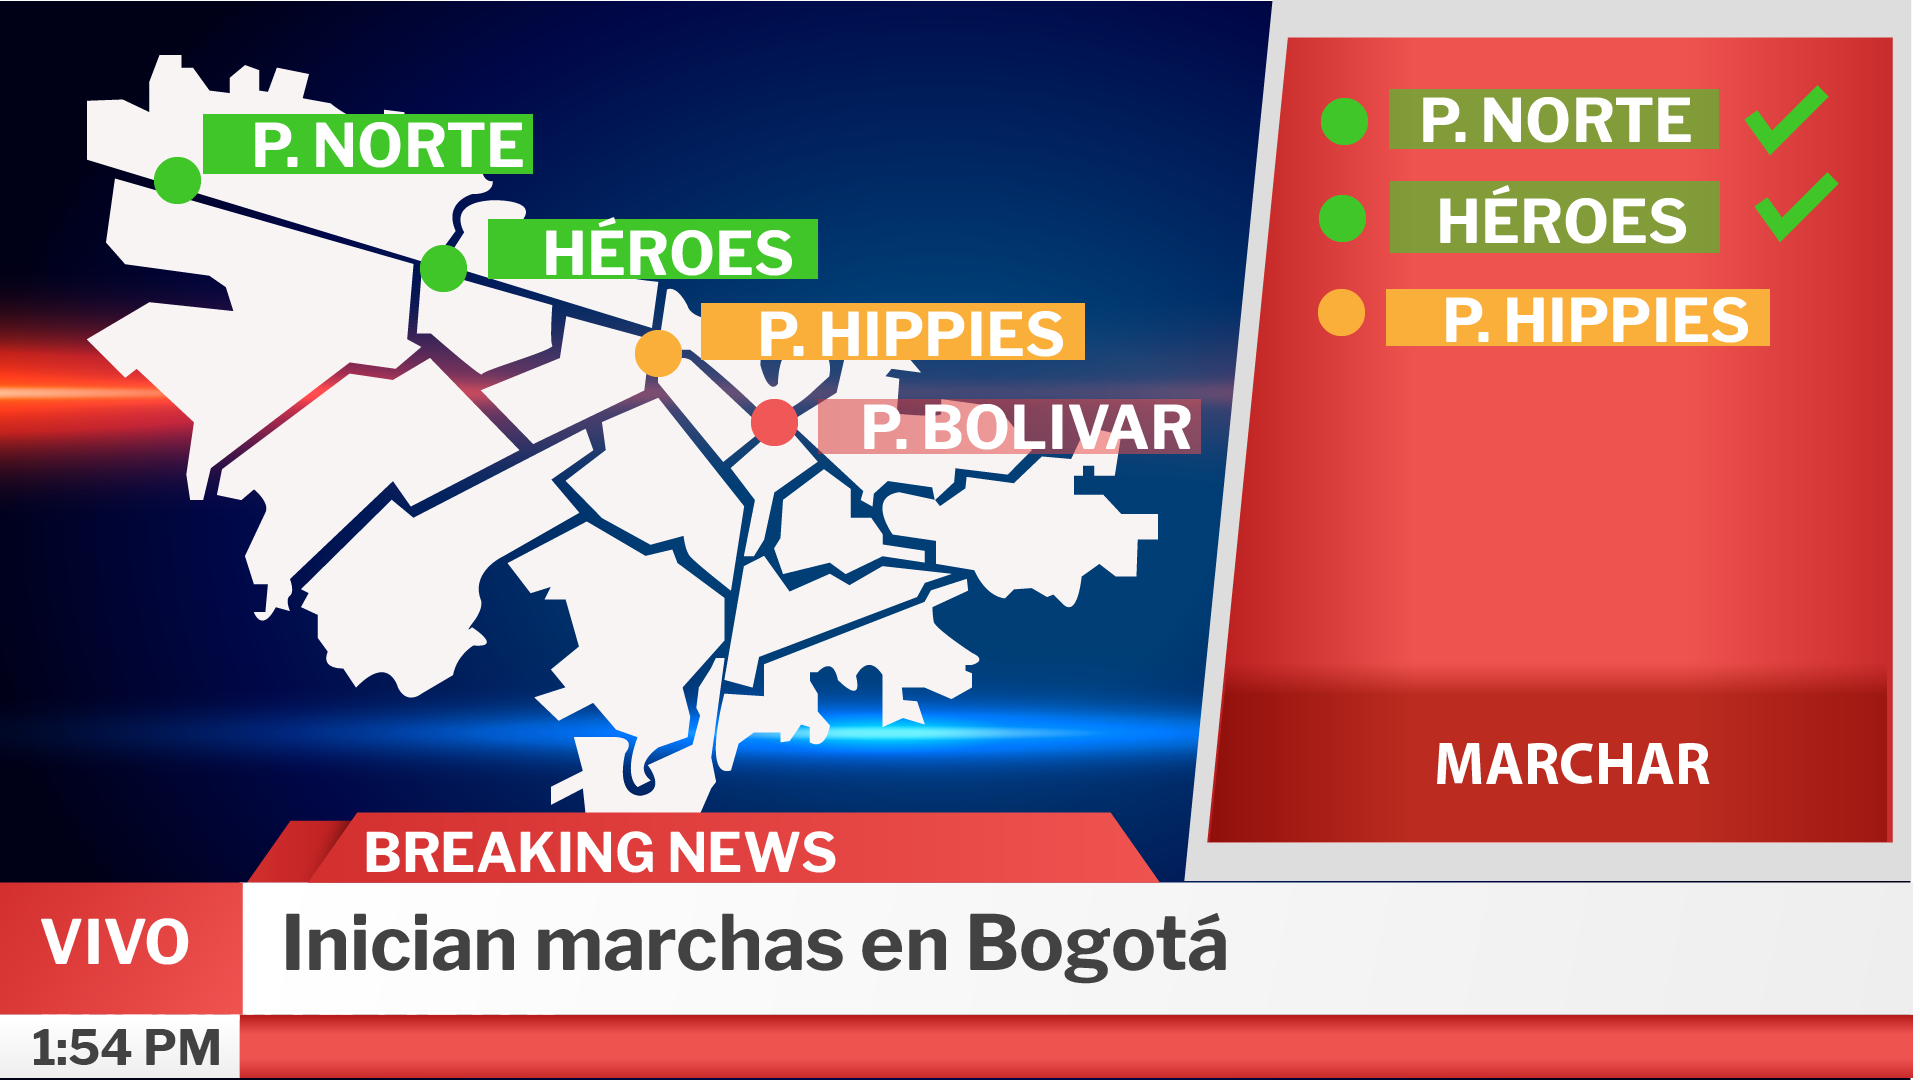 P. NORTE
HÉROES
P. HIPPIES
P. BOLIVAR
P. NORTE
HÉROES
P. HIPPIES
MARCHAR
BREAKING NEWS
VIVO
Inician marchas en Bogotá
1:54 PM